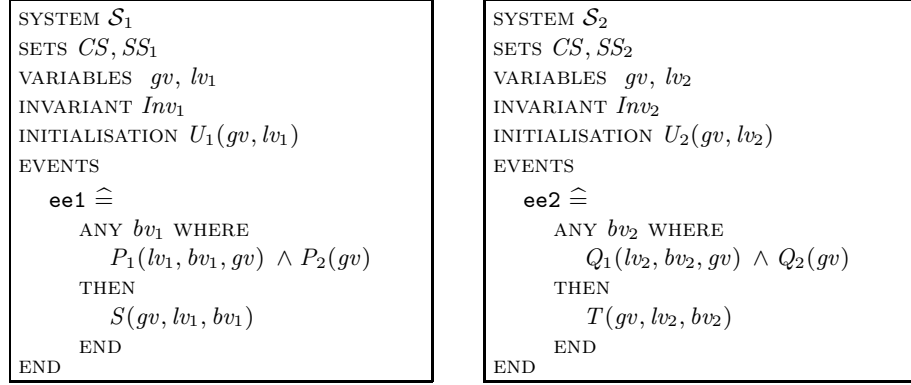 SYSTEM 𝒮₁
SETS CS, SS₁
VARIABLES gv, lv₁
INVARIANT Inv₁
INITIALISATION U₁(gv, lv₁)
EVENTS
ee1 ≙
ANY bv₁ WHERE
P₁(lv₁, bv₁, gv) ∧ P₂(gv)
THEN
S(gv, lv₁, bv₁)
END
END
SYSTEM 𝒮₂
SETS CS, SS₂
VARIABLES gv, lv₂
INVARIANT Inv₂
INITIALISATION U₂(gv, lv₂)
EVENTS
ee2 ≙
ANY bv₂ WHERE
Q₁(lv₂, bv₂, gv) ∧ Q₂(gv)
THEN
T(gv, lv₂, bv₂)
END
END